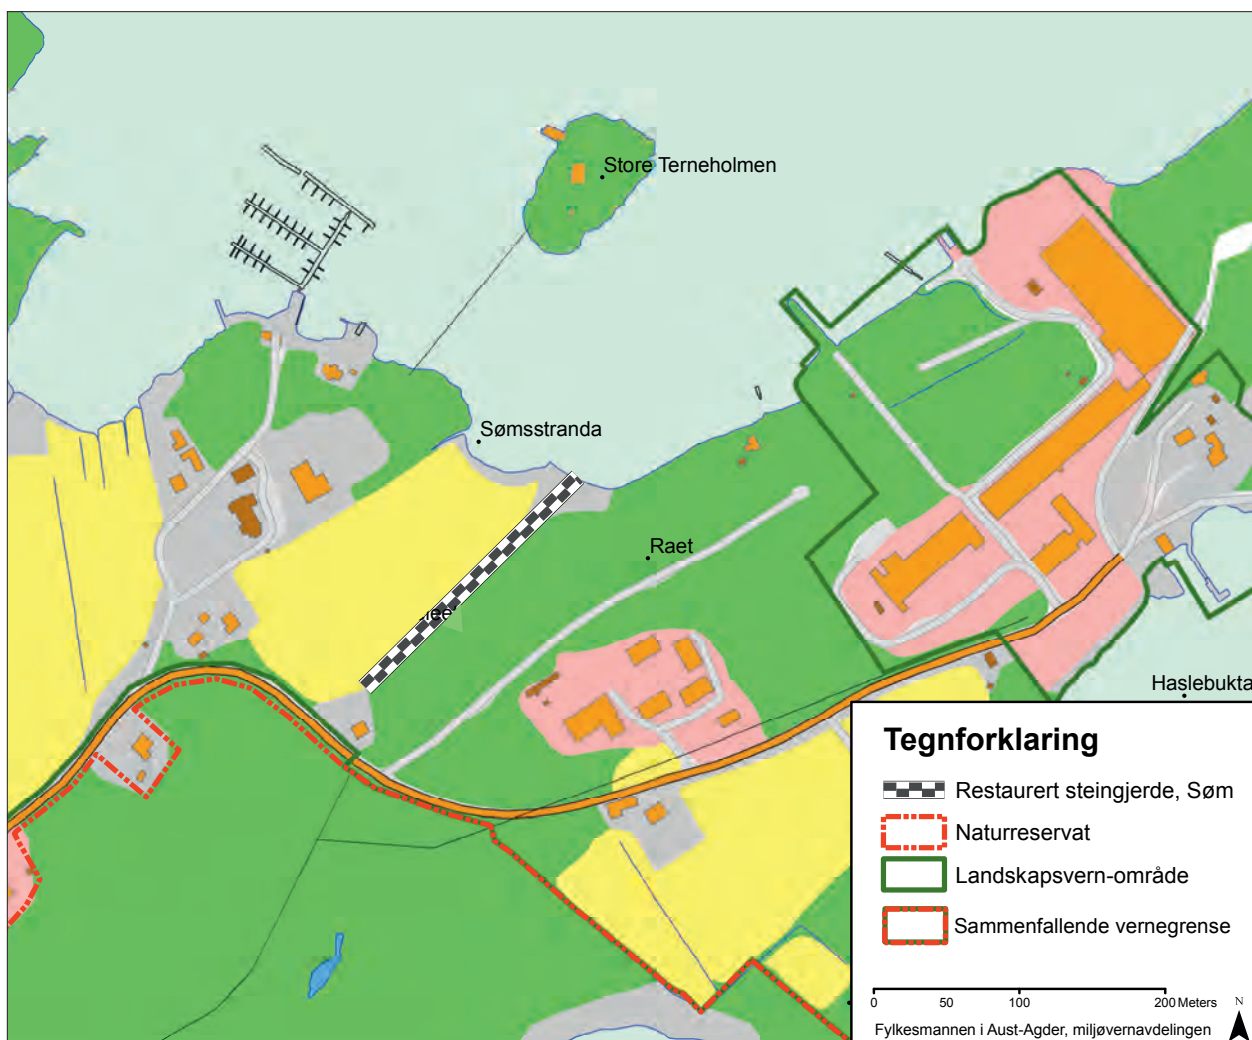 Store Terneholmen
Sømsstranda
Raet
Haslebukta
Tegnforklaring
Restaurert steingjerde, Søm
Naturreservat
Landskapsvern-område
Sammenfallende vernegrense
0 50 100 200 Meters
N
Fylkesmannen i Aust-Agder, miljøvernavdelingen